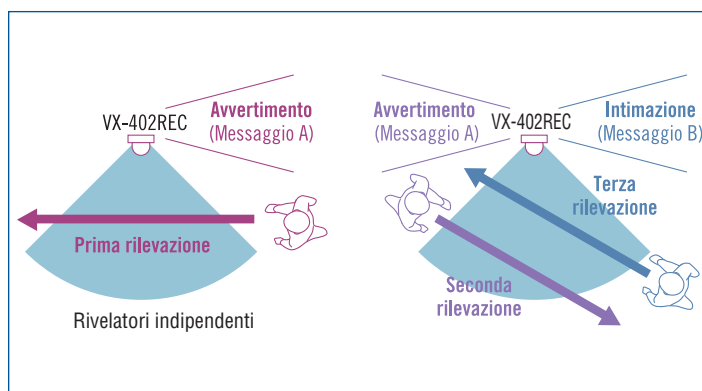 VX-402REC
Avvertimento
(Messaggio A)
Prima rilevazione
Rivelatori indipendenti
Avvertimento
(Messaggio A)
VX-402REC
Intimazione
(Messaggio B)
Terza
rilevazione
Seconda
rilevazione